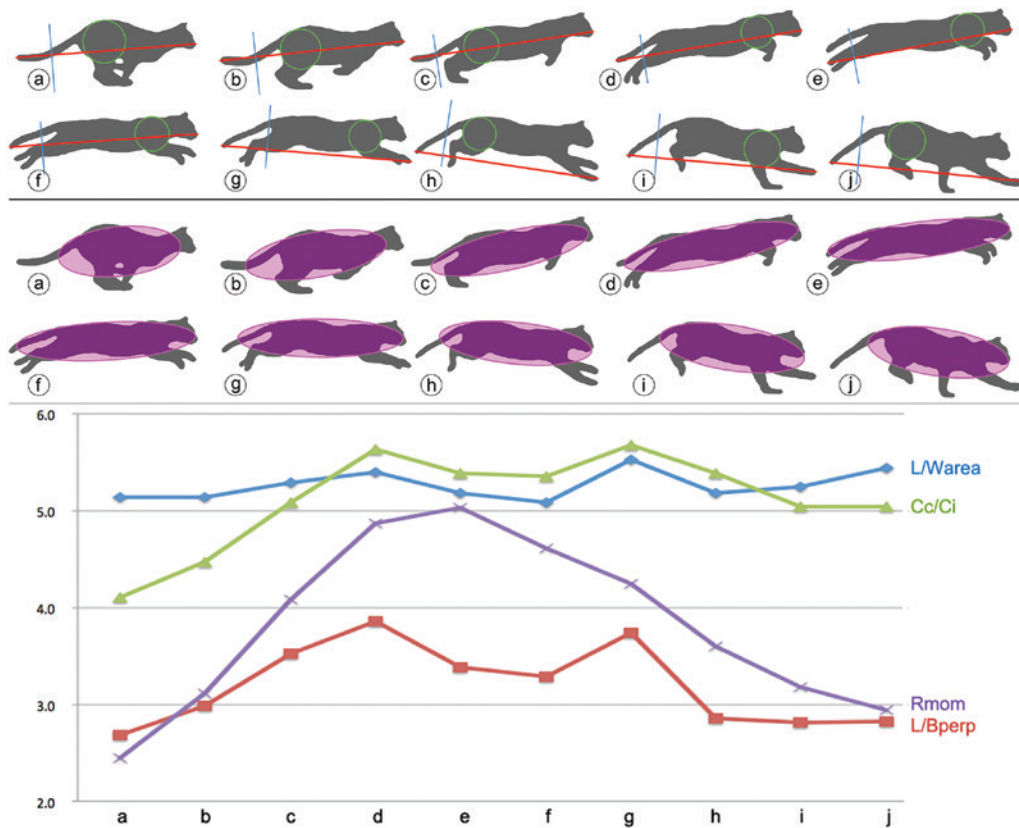 a b c d e
f g h i j
a b c d e
f g h i j
6.0
L/Warea
Cc/Ci
5.0
4.0
3.0
Rmom
L/Bperp
2.0
a b c d e f g h i j